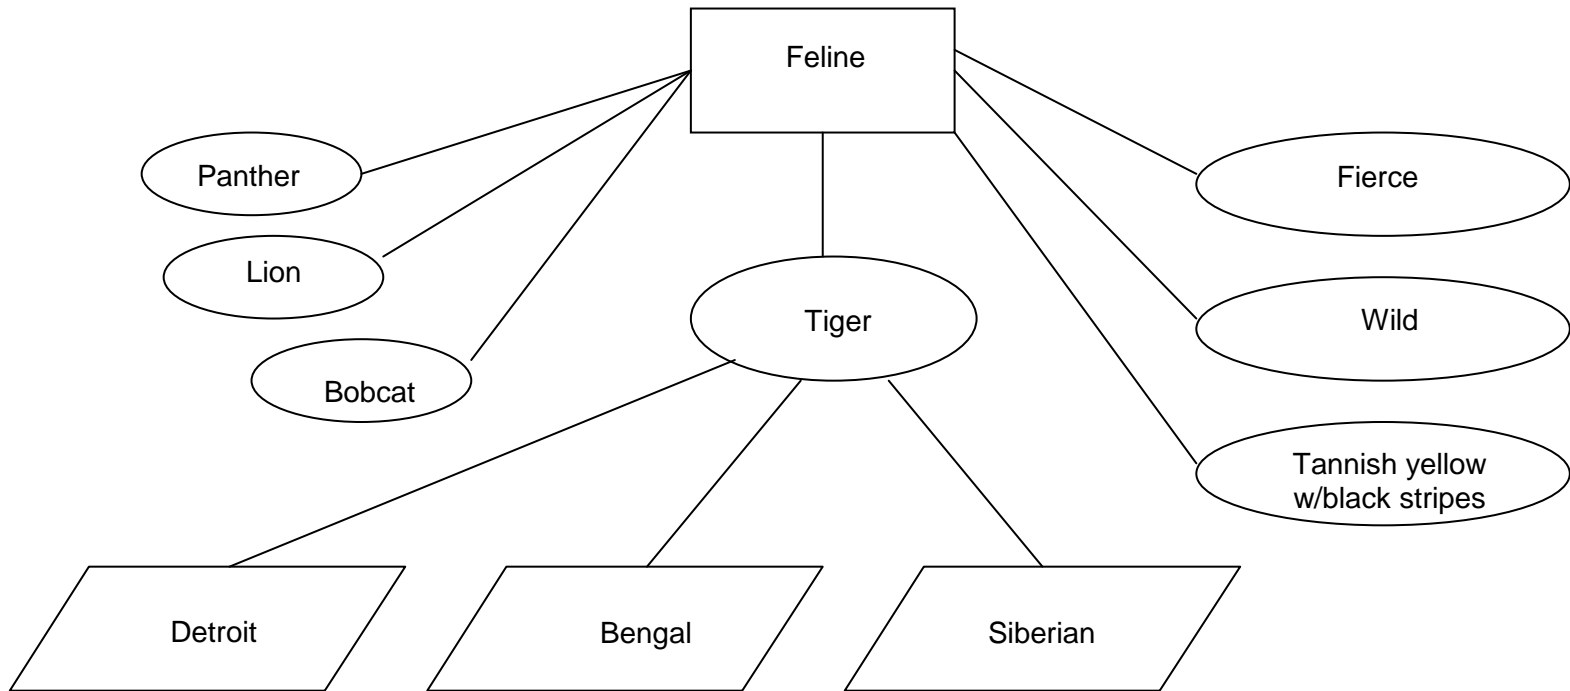 Feline
Panther
Lion
Bobcat
Tiger
Fierce
Wild
Tannish yellow
w/black stripes
Detroit
Bengal
Siberian